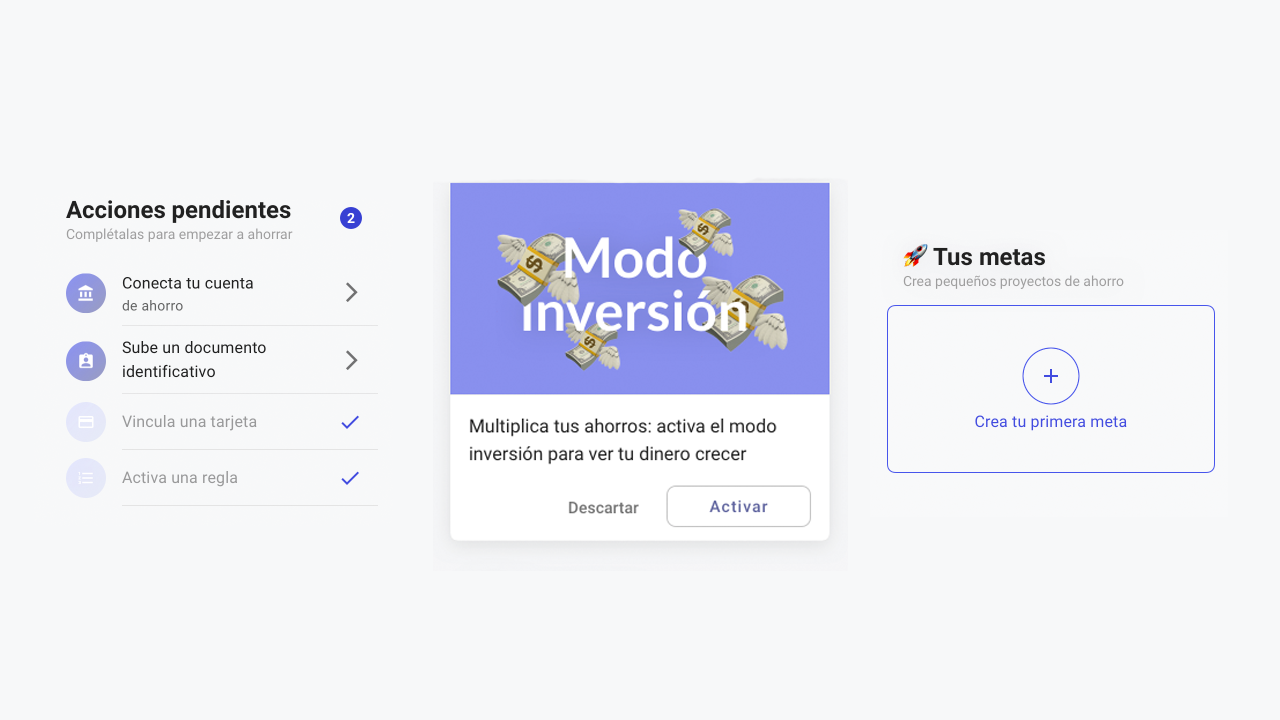 Acciones pendientes
2
Complétalas para empezar a ahorrar
Conecta tu cuenta
de ahorro
Sube un documento
identificativo
Vincula una tarjeta
Activa una regla
Modo
inversión
Multiplica tus ahorros: activa el modo
inversión para ver tu dinero crecer
Descartar
Activar
Tus metas
Crea pequeños proyectos de ahorro
Crea tu primera meta